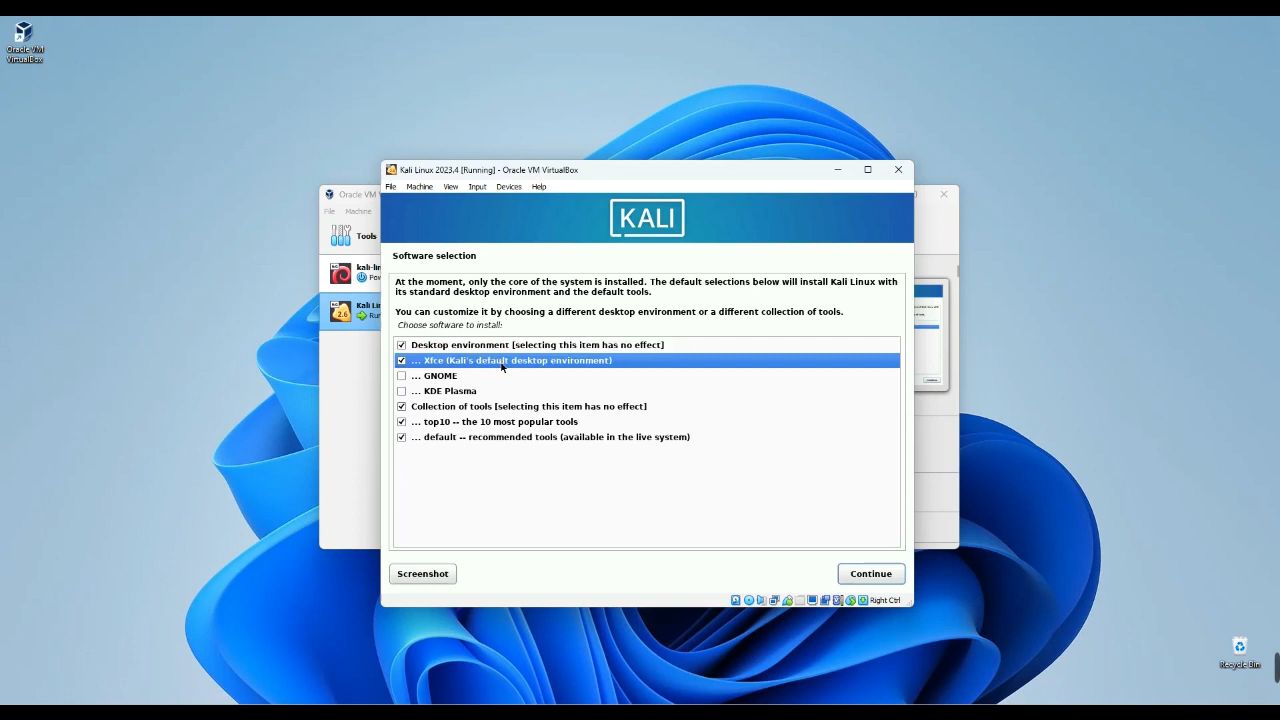 Oracle VM
VirtualBox
Kali Linux 2023.4 [Running] - Oracle VM VirtualBox
File Machine View Input Devices Help
Oracle VM
File Machine
Tools
KALI
Software selection
At the moment, only the core of the system is installed. The default selections below will install Kali Linux with
its standard desktop environment and the default tools.
You can customize it by choosing a different desktop environment or a different collection of tools.
Choose software to install:
Desktop environment [selecting this item has no effect]
... Xfce (Kali's default desktop environment)
... GNOME
... KDE Plasma
Collection of tools [selecting this item has no effect]
... top10 -- the 10 most popular tools
... default -- recommended tools (available in the live system)
Screenshot
Continue
Right Ctrl
Recycle Bin